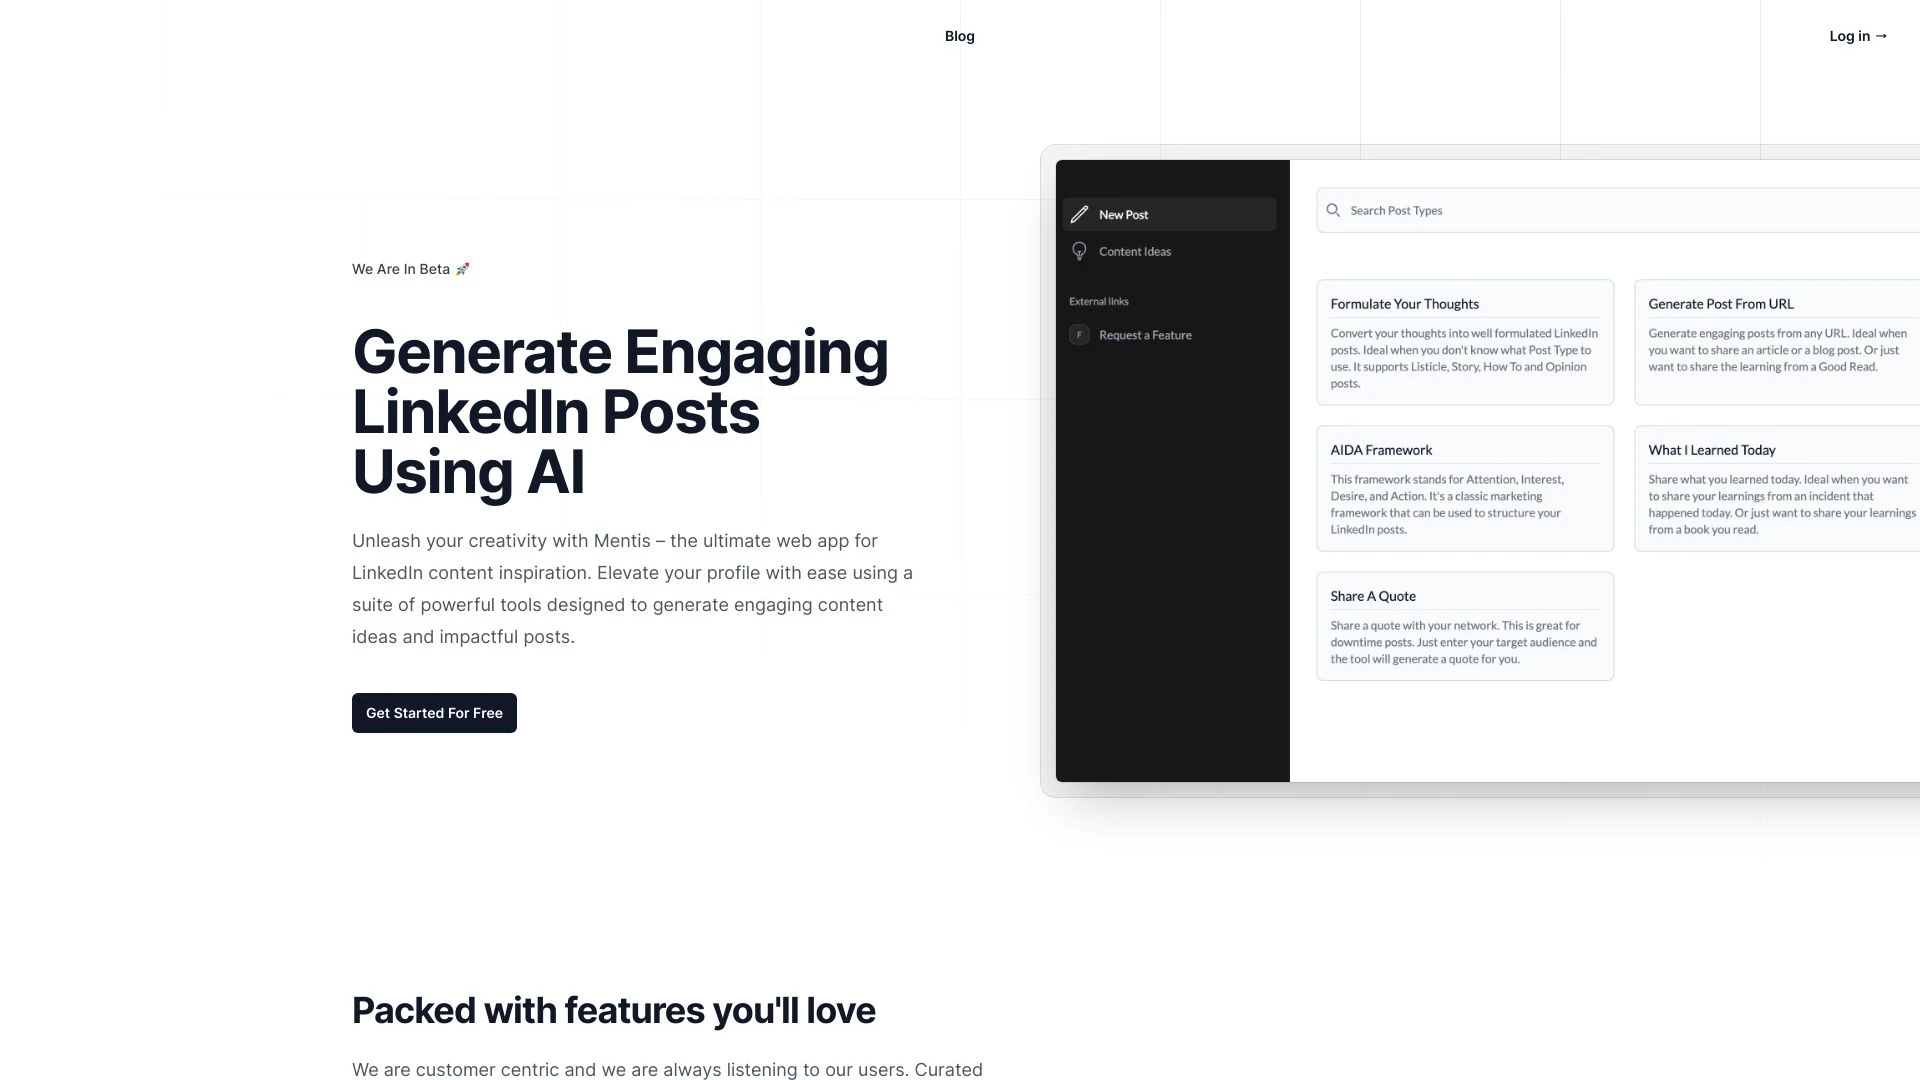 Blog
Log in →
We Are In Beta 🚀
Generate Engaging
LinkedIn Posts
Using AI
Unleash your creativity with Mentis – the ultimate web app for
LinkedIn content inspiration. Elevate your profile with ease using a
suite of powerful tools designed to generate engaging content
ideas and impactful posts.
Get Started For Free
New Post
Content Ideas
External links
F
Request a Feature
Search Post Types
Formulate Your Thoughts
Convert your thoughts into well formulated LinkedIn
posts. Ideal when you don't know what Post Type to
use. It supports Listicle, Story, How To and Opinion
posts.
Generate Post From URL
Generate engaging posts from any URL. Ideal when
you want to share an article or a blog post. Or just
want to share the learning from a Good Read.
AIDA Framework
This framework stands for Attention, Interest,
Desire, and Action. It's a classic marketing
framework that can be used to structure your
LinkedIn posts.
What I Learned Today
Share what you learned today. Ideal when you want
to share your learnings from an incident that
happened today. Or just want to share your learnings
from a book you read.
Share A Quote
Share a quote with your network. This is great for
downtime posts. Just enter your target audience and
the tool will generate a quote for you.
Packed with features you'll love
We are customer centric and we are always listening to our users. Curated